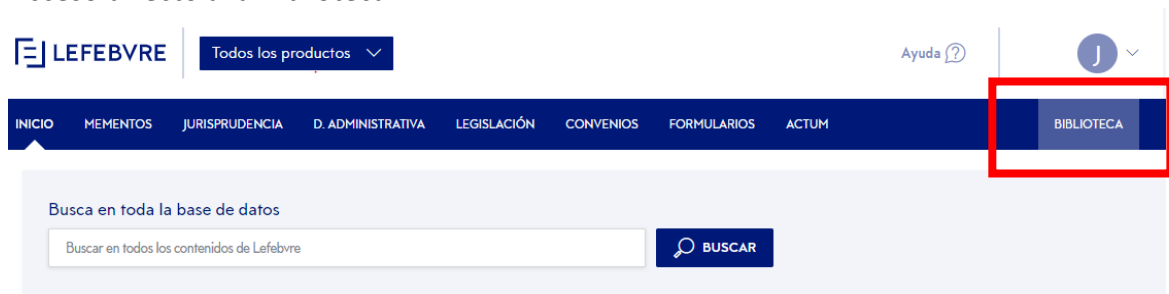 LEFEBVRE
Todos los productos
Ayuda ?
J
INICIO MEMENTOS JURISPRUDENCIA D. ADMINISTRATIVA LEGISLACIÓN CONVENIOS FORMULARIOS ACTUM BIBLIOTECA
Busca en toda la base de datos
Buscar en todos los contenidos de Lefebvre
BUSCAR